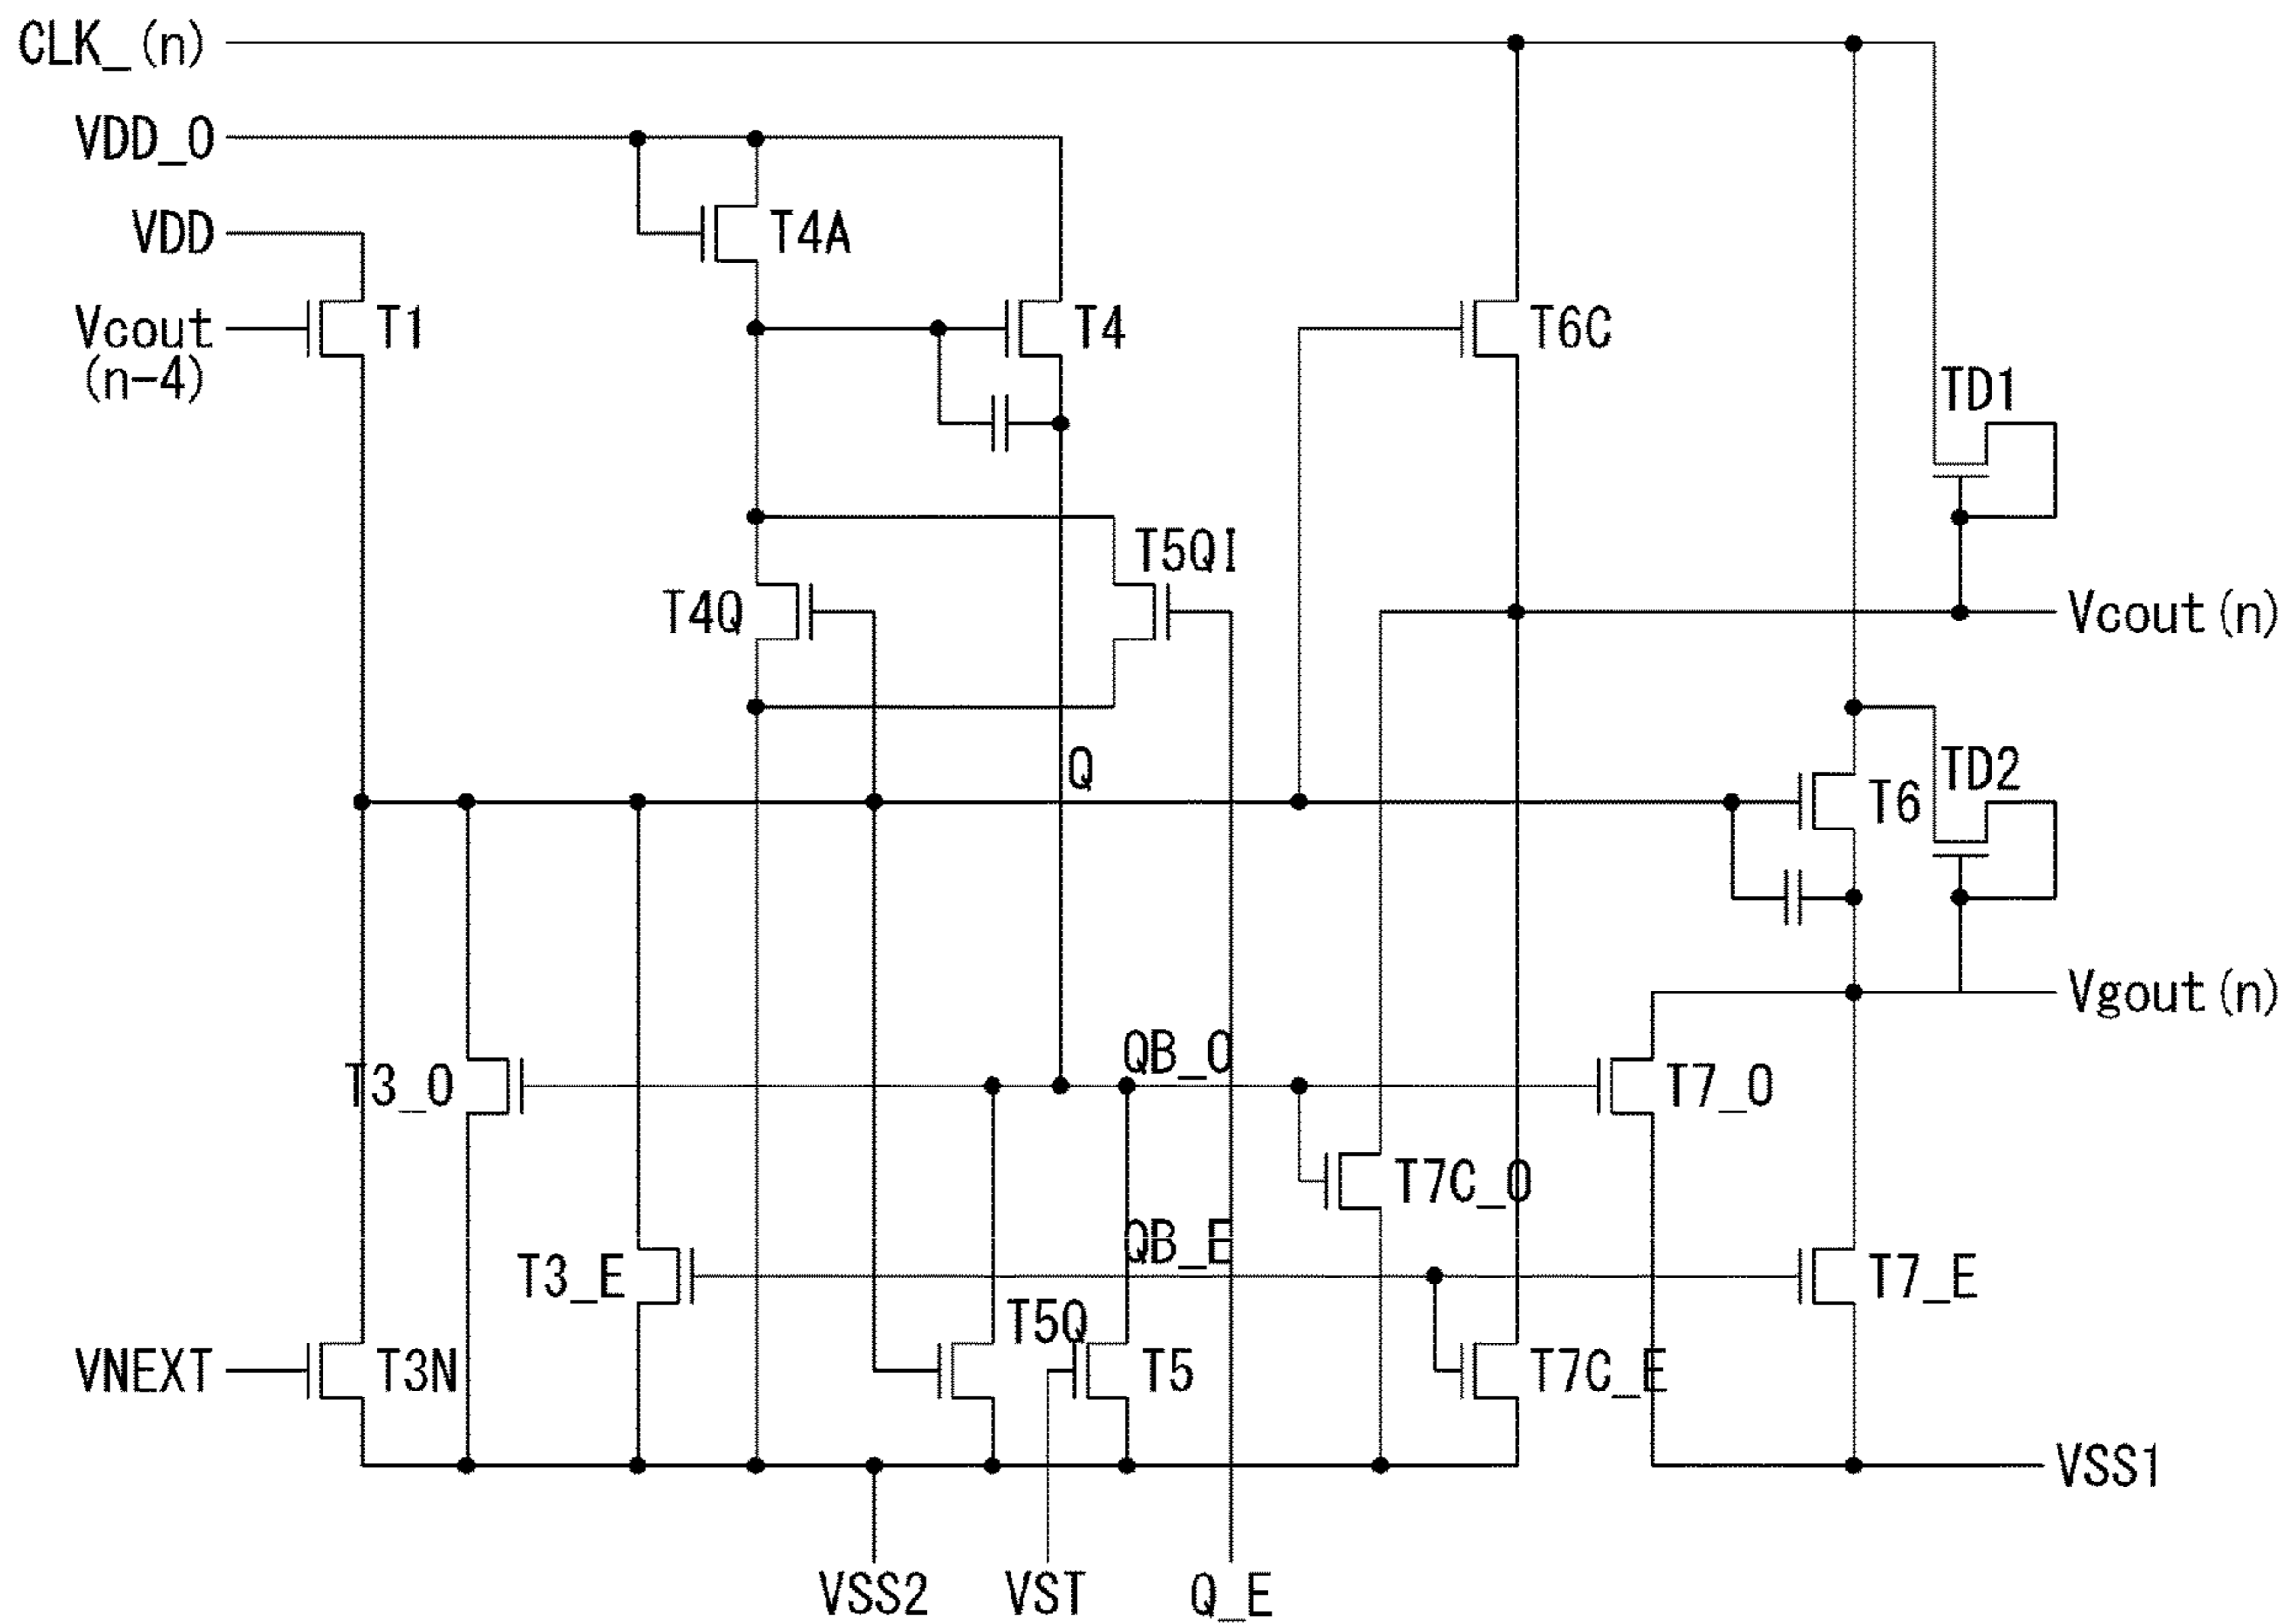 CLK_(n)
VDD_O
VDD
T4A
Vcout
(n-4)
T1
T4
T6C
TD1
T5QI
T4Q
Vcout(n)
Q
TD2
T6
Vgout(n)
QB_O
T3_O
T7_O
T7C_O
QB_E
T3_E
T7_E
T5Q
VNEXT
T3N
T5
T7C_E
VSS1
VSS2
VST
Q_E